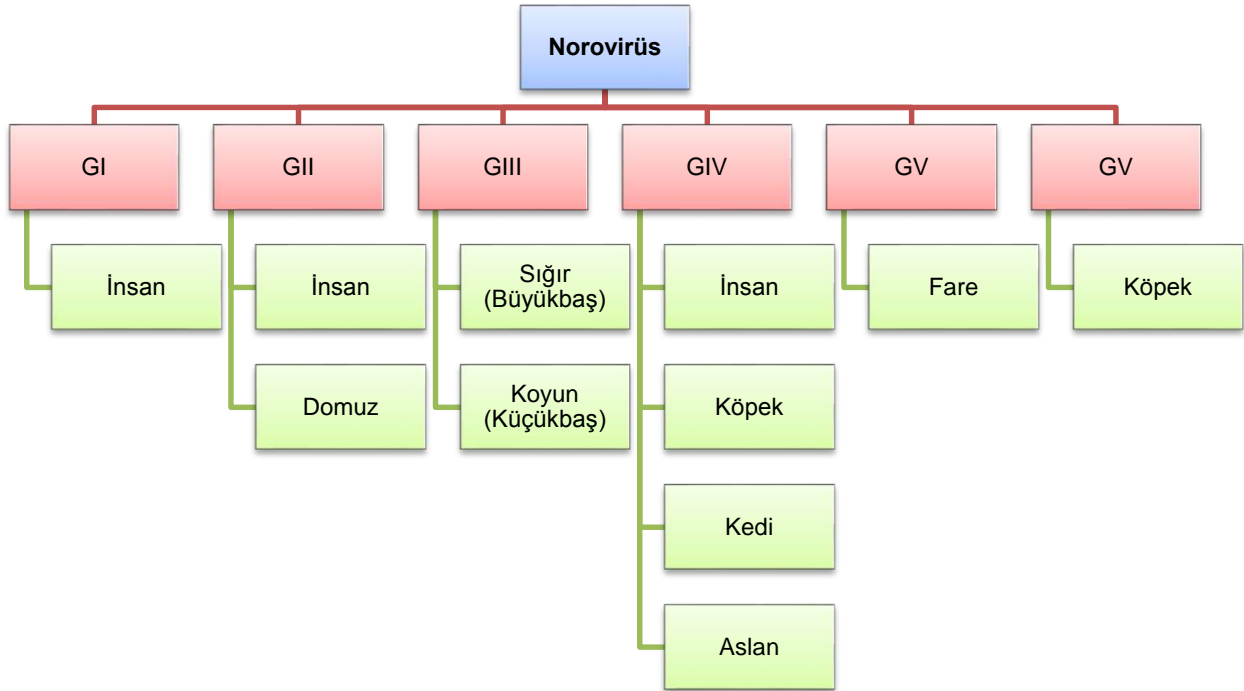 Norovirüs
GI
GII
GIII
GIV
GV
GV
İnsan
İnsan
Sığır
(Büyükbaş)
İnsan
Fare
Köpek
Domuz
Koyun
(Küçükbaş)
Köpek
Kedi
Aslan